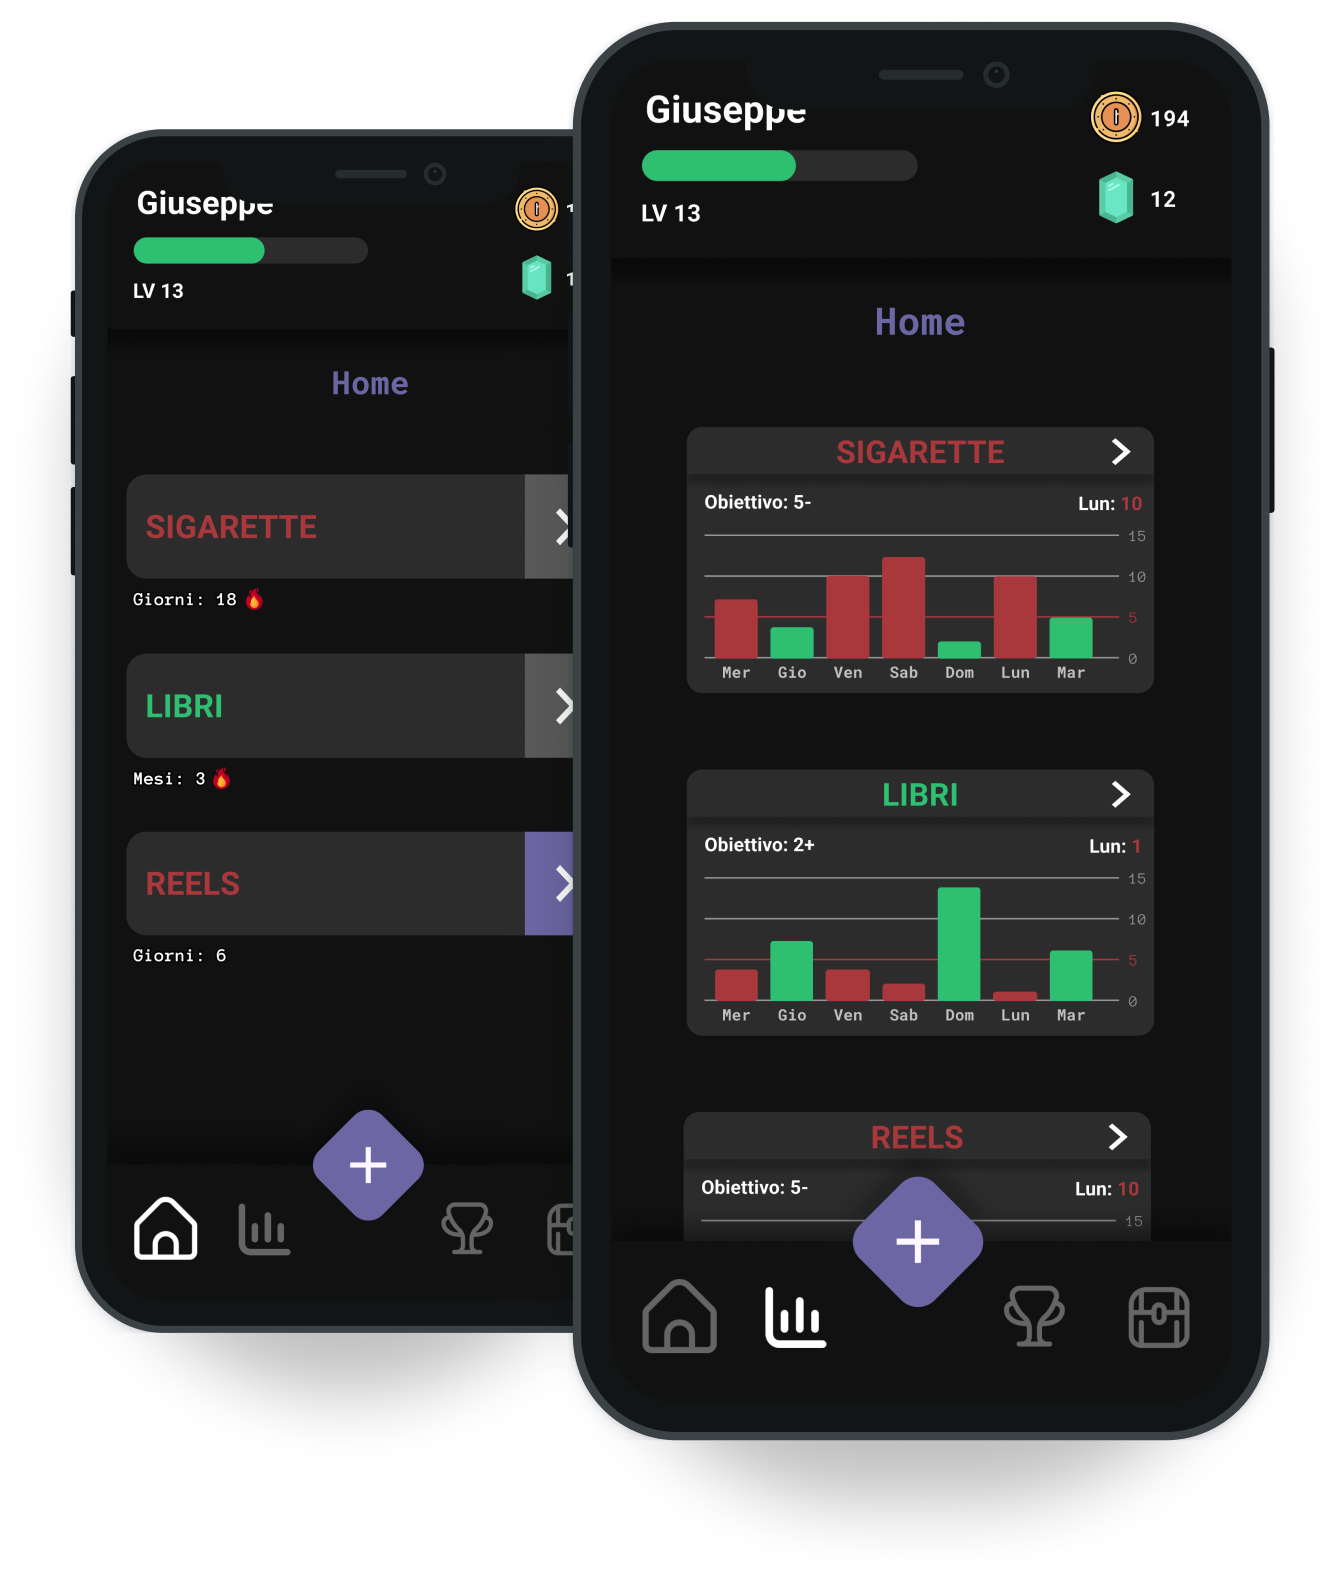 Giuseppe
LV 13
Home
SIGARETTE
Giorni: 18
LIBRI
Mesi: 3
REELS
Giorni: 6
Giuseppe
194
LV 13
12
Home
SIGARETTE
Obiettivo: 5- Lun: 10
15
10
5
0
Mer Gio Ven Sab Dom Lun Mar
LIBRI
Obiettivo: 2+ Lun: 1
15
10
5
0
Mer Gio Ven Sab Dom Lun Mar
REELS
Obiettivo: 5- Lun: 10
15